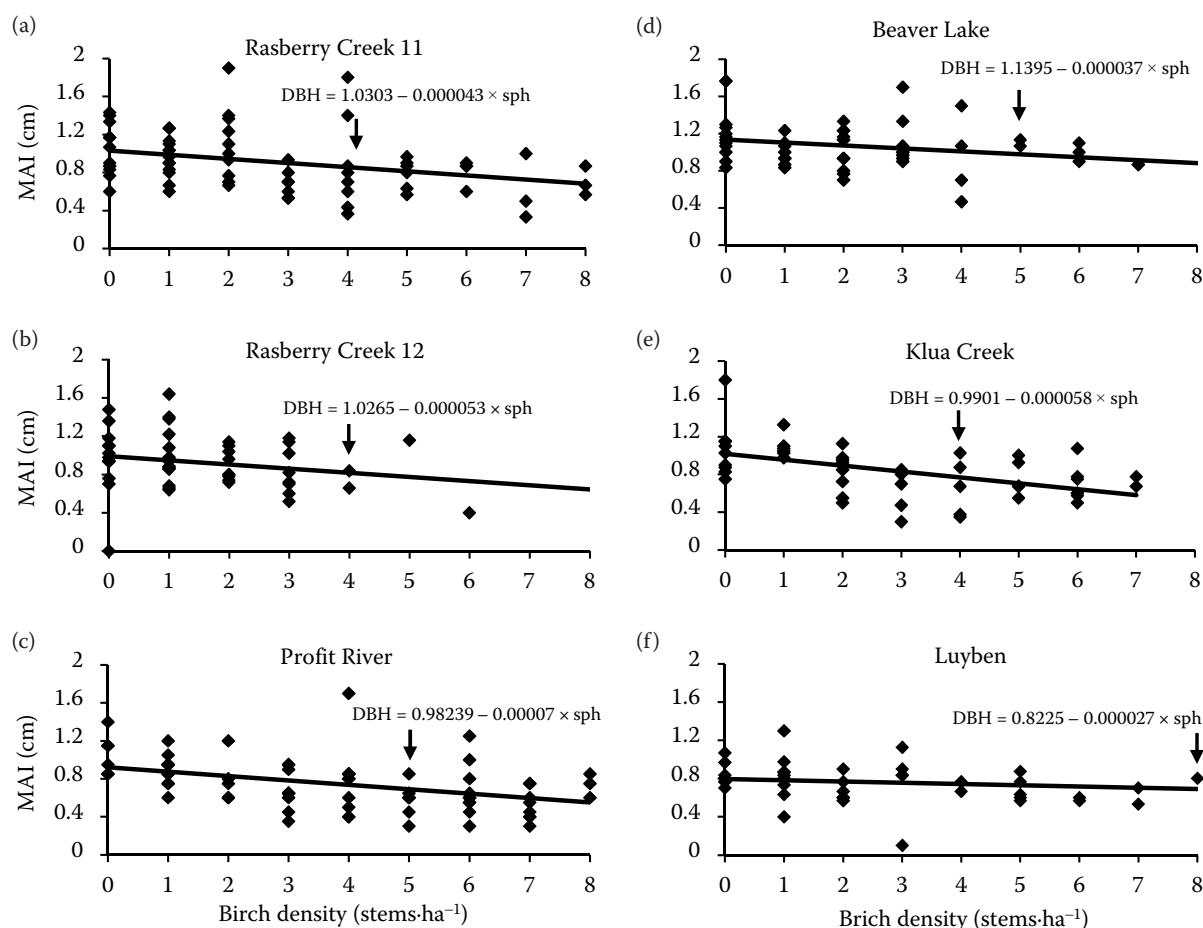 (a)
Rasberry Creek 11
DBH = 1.0303 – 0.000043 × sph
MAI (cm)
2
1.6
1.2
0.8
0.4
0
0 1 2 3 4 5 6 7 8
(b)
Rasberry Creek 12
DBH = 1.0265 – 0.000053 × sph
MAI (cm)
2
1.6
1.2
0.8
0.4
0
0 1 2 3 4 5 6 7 8
(c)
Profit River
DBH = 0.98239 – 0.00007 × sph
MAI (cm)
2
1.6
1.2
0.8
0.4
0
0 1 2 3 4 5 6 7 8
Birch density (stems·ha⁻¹)
(d)
Beaver Lake
DBH = 1.1395 – 0.000037 × sph
2
1.6
1.2
0.8
0.4
0
0 1 2 3 4 5 6 7 8
(e)
Klua Creek
DBH = 0.9901 – 0.000058 × sph
2
1.6
1.2
0.8
0.4
0
0 1 2 3 4 5 6 7 8
(f)
Luyben
DBH = 0.8225 – 0.000027 × sph
2
1.6
1.2
0.8
0.4
0
0 1 2 3 4 5 6 7 8
Brich density (stems·ha⁻¹)